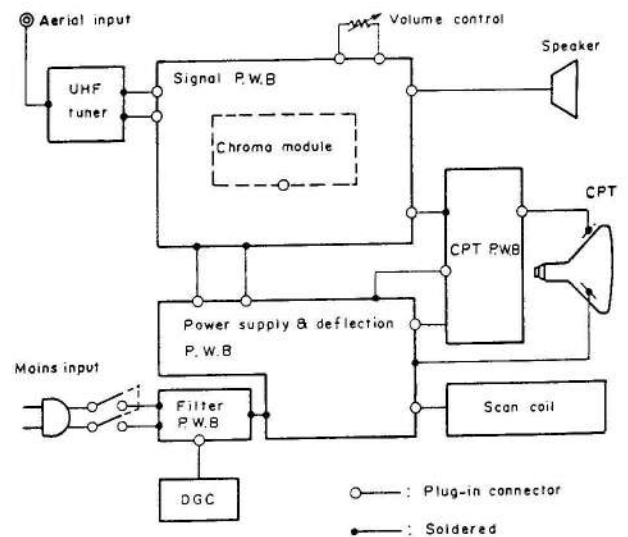 Aerial input
Volume control
Speaker
UHF
tuner
Signal P.W.B
Chroma module
CPT
CPT P.W.B
Power supply & deflection
P.W.B
Mains input
Filter
P.W.B
Scan coil
DGC
: Plug-in connector
: Soldered